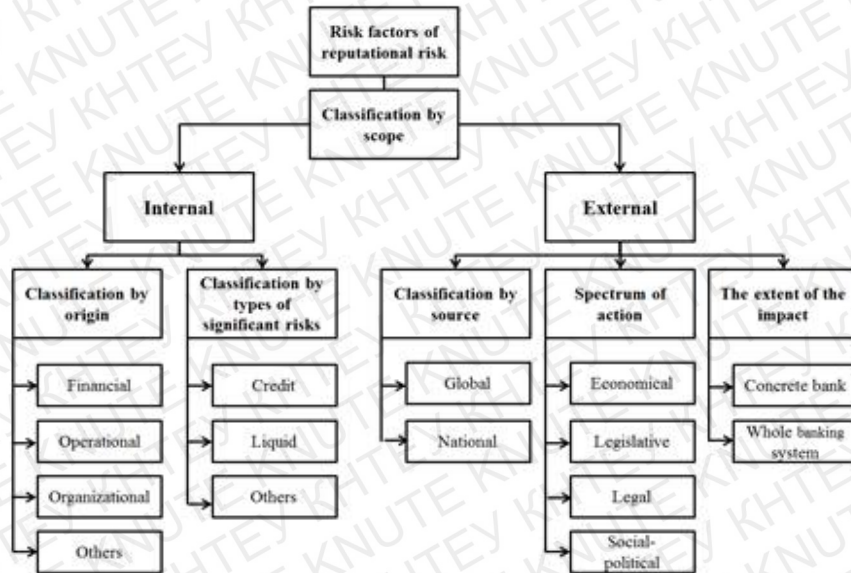 Risk factors of
reputational risk
Classification by
scope
Internal
External
Classification by
origin
Classification by
types of
significant risks
Classification by
source
Spectrum of
action
The extent of the
impact
Financial
Operational
Organizational
Others
Credit
Liquid
Others
Global
National
Economical
Legislative
Legal
Social-
political
Concrete bank
Whole banking
system